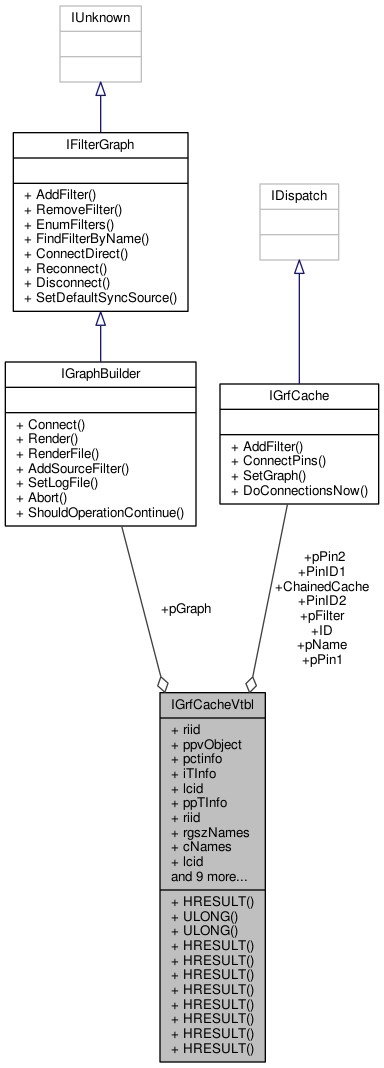 IUnknown
IFilterGraph
+ AddFilter()
+ RemoveFilter()
+ EnumFilters()
+ FindFilterByName()
+ ConnectDirect()
+ Reconnect()
+ Disconnect()
+ SetDefaultSyncSource()
IDispatch
IGraphBuilder
+ Connect()
+ Render()
+ RenderFile()
+ AddSourceFilter()
+ SetLogFile()
+ Abort()
+ ShouldOperationContinue()
IGrfCache
+ AddFilter()
+ ConnectPins()
+ SetGraph()
+ DoConnectionsNow()
+pGraph
+pPin2
+PinID1
+ChainedCache
+PinID2
+pFilter
+ID
+pName
+pPin1
IGrfCacheVtbl
+ riid
+ ppvObject
+ pctinfo
+ iTInfo
+ lcid
+ ppTInfo
+ riid
+ rgszNames
+ cNames
+ lcid
and 9 more...
+ HRESULT()
+ ULONG()
+ ULONG()
+ HRESULT()
+ HRESULT()
+ HRESULT()
+ HRESULT()
+ HRESULT()
+ HRESULT()
+ HRESULT()
+ HRESULT()